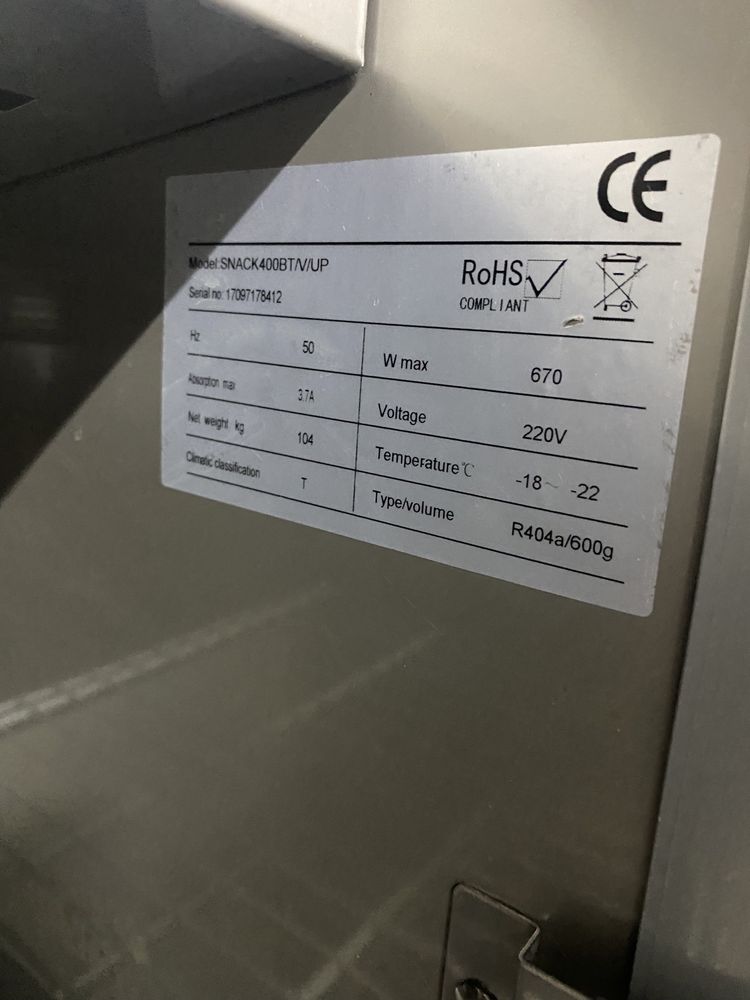 CE
Model:SNACK400BT/V/UP
Serial no: 17097178412
RoHS
COMPLIANT
Hz 50
W max 670
Absorption max 3.7A
Voltage 220V
Net weight kg 104
Temperature℃ -18~ -22
Climatic classification T
Type/volume R404a/600g